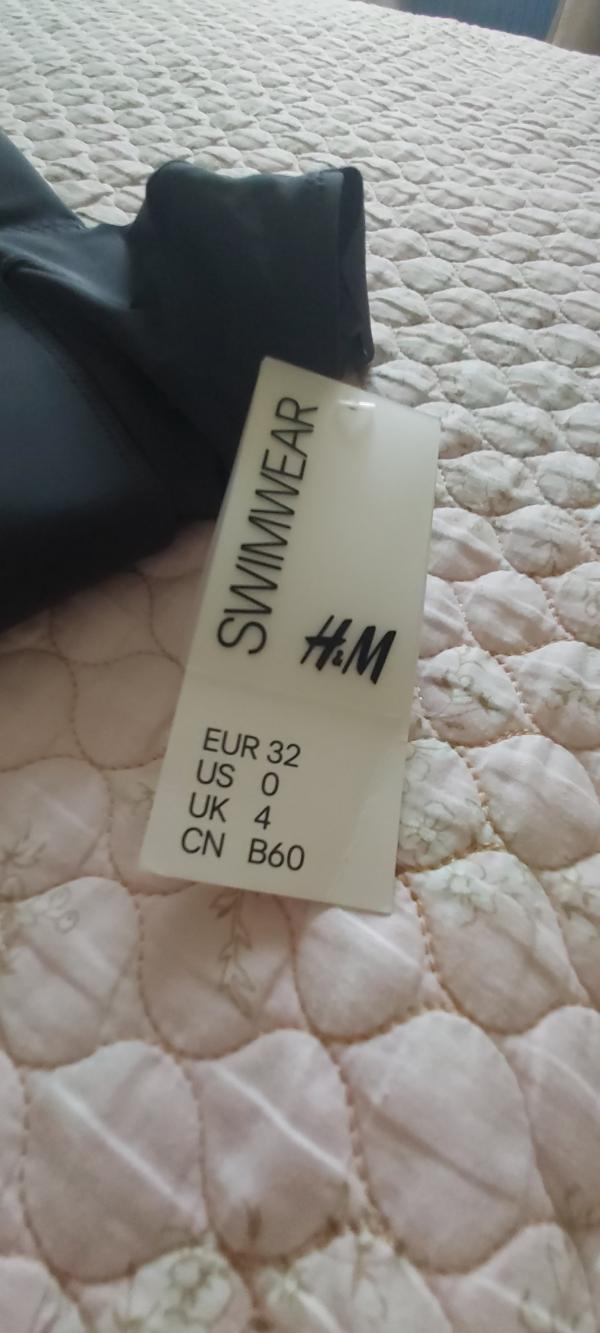 SWIMWEAR
H&M
EUR 32
US 0
UK 4
CN B60